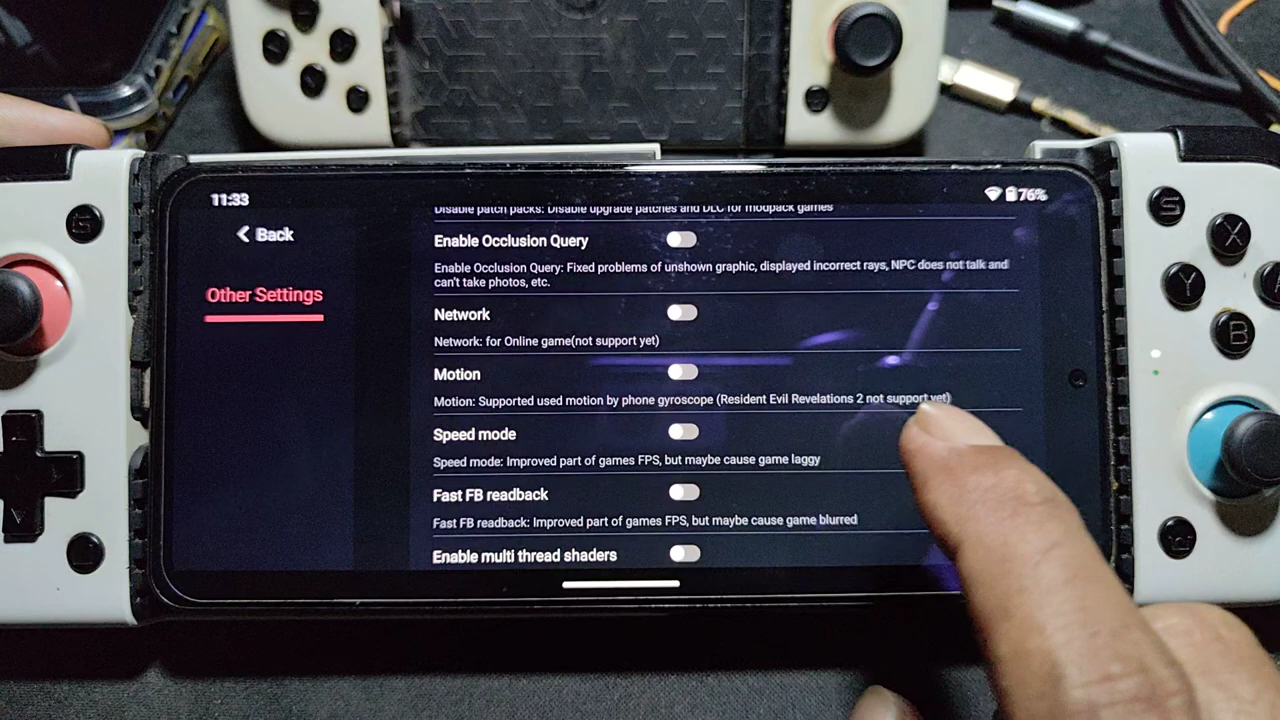 11:33
76%
Back
Other Settings
Disable patch packs: Disable upgrade patches and DLC for modpack games
Enable Occlusion Query
Enable Occlusion Query: Fixed problems of unshown graphic, displayed incorrect rays, NPC does not talk and
can't take photos, etc.
Network
Network: for Online game(not support yet)
Motion
Motion: Supported used motion by phone gyroscope (Resident Evil Revelations 2 not support yet)
Speed mode
Speed mode: Improved part of games FPS, but maybe cause game laggy
Fast FB readback
Fast FB readback: Improved part of games FPS, but maybe cause game blurred
Enable multi thread shaders
S
X
Y
B